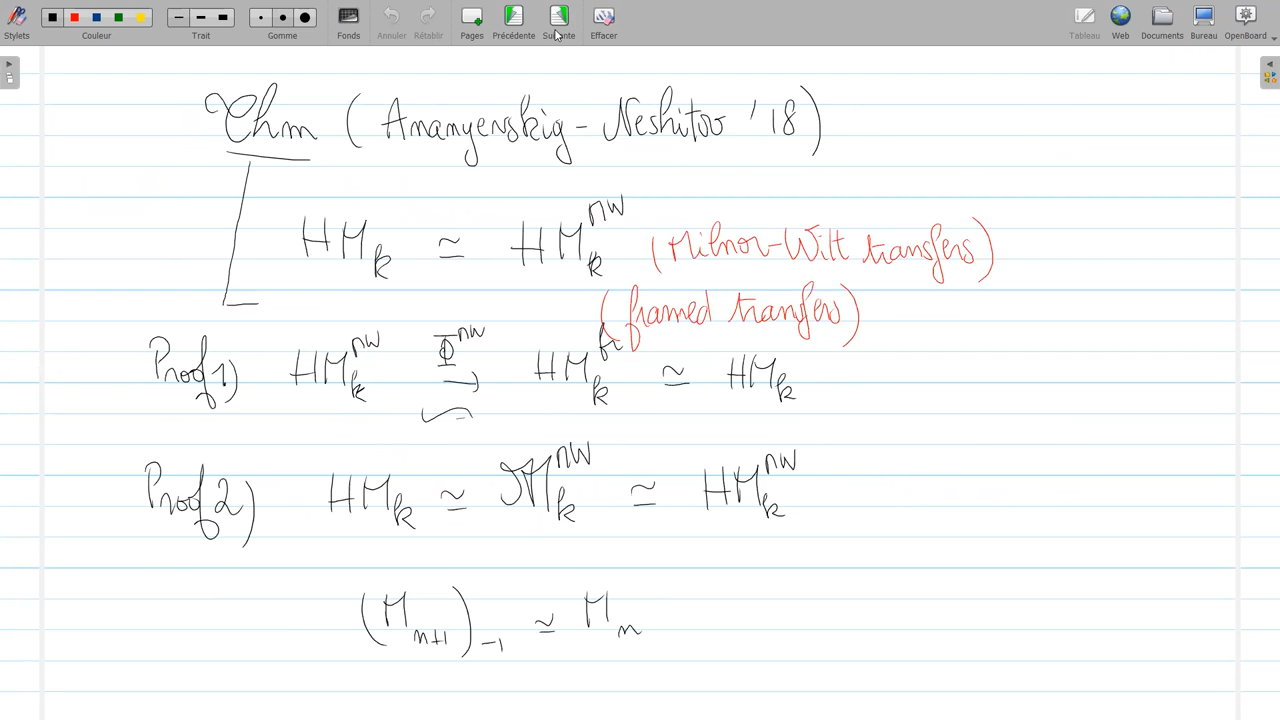 Stylets Couleur Trait Gomme Fonds Annuler Rétablir Pages Précédente Suivante Effacer Tableau Web Documents Bureau OpenBoard
Thm (Ananyenskiy - Neshitov '18)
HM_k ≃ HM_k^{MW} (Milnor-Witt transfers)
(framed transfers)
Proof 1) HM_k^{MW} Φ^{MW} → HM_k^{fr} ≃ HM_k
Proof 2) HM_k ≃ ℳ_k^{MW} ≃ HM_k^{MW}
(M_{n+1})_{-1} ≃ M_n